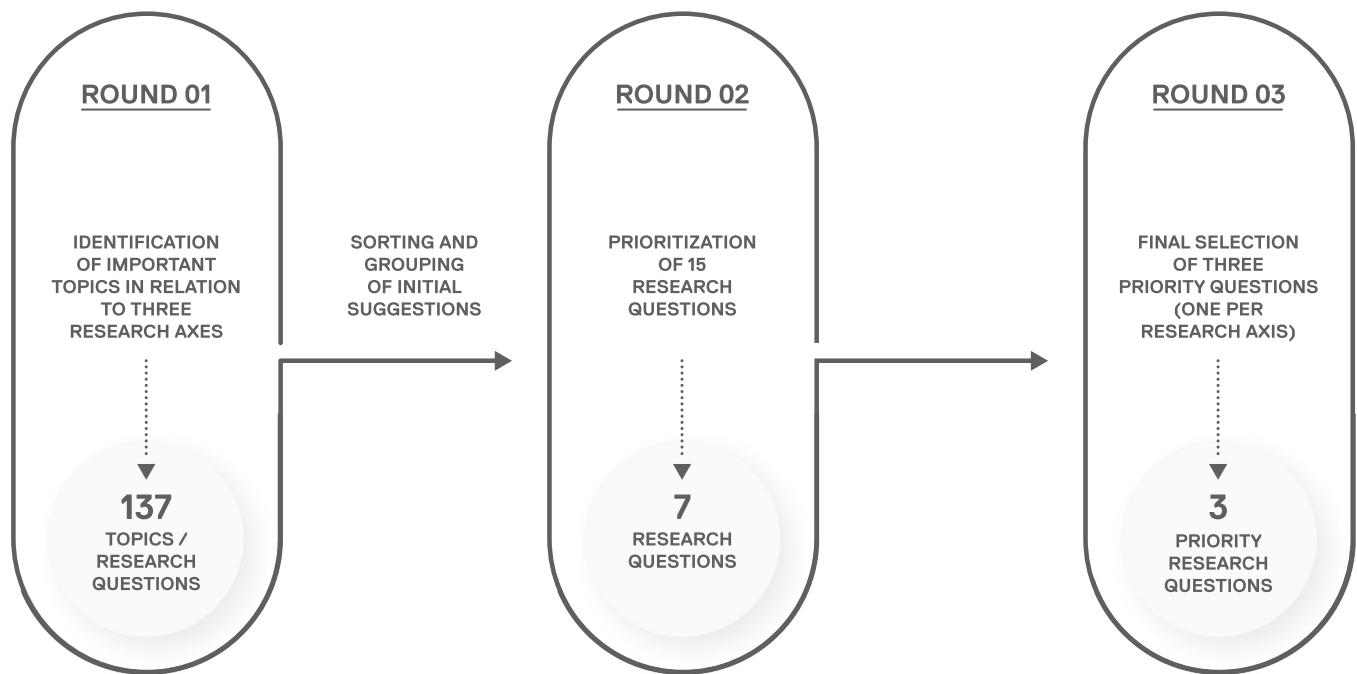 ROUND 01
IDENTIFICATION
OF IMPORTANT
TOPICS IN RELATION
TO THREE
RESEARCH AXES
137
TOPICS /
RESEARCH
QUESTIONS
SORTING AND
GROUPING
OF INITIAL
SUGGESTIONS
ROUND 02
PRIORITIZATION
OF 15
RESEARCH
QUESTIONS
7
RESEARCH
QUESTIONS
ROUND 03
FINAL SELECTION
OF THREE
PRIORITY QUESTIONS
(ONE PER
RESEARCH AXIS)
3
PRIORITY
RESEARCH
QUESTIONS